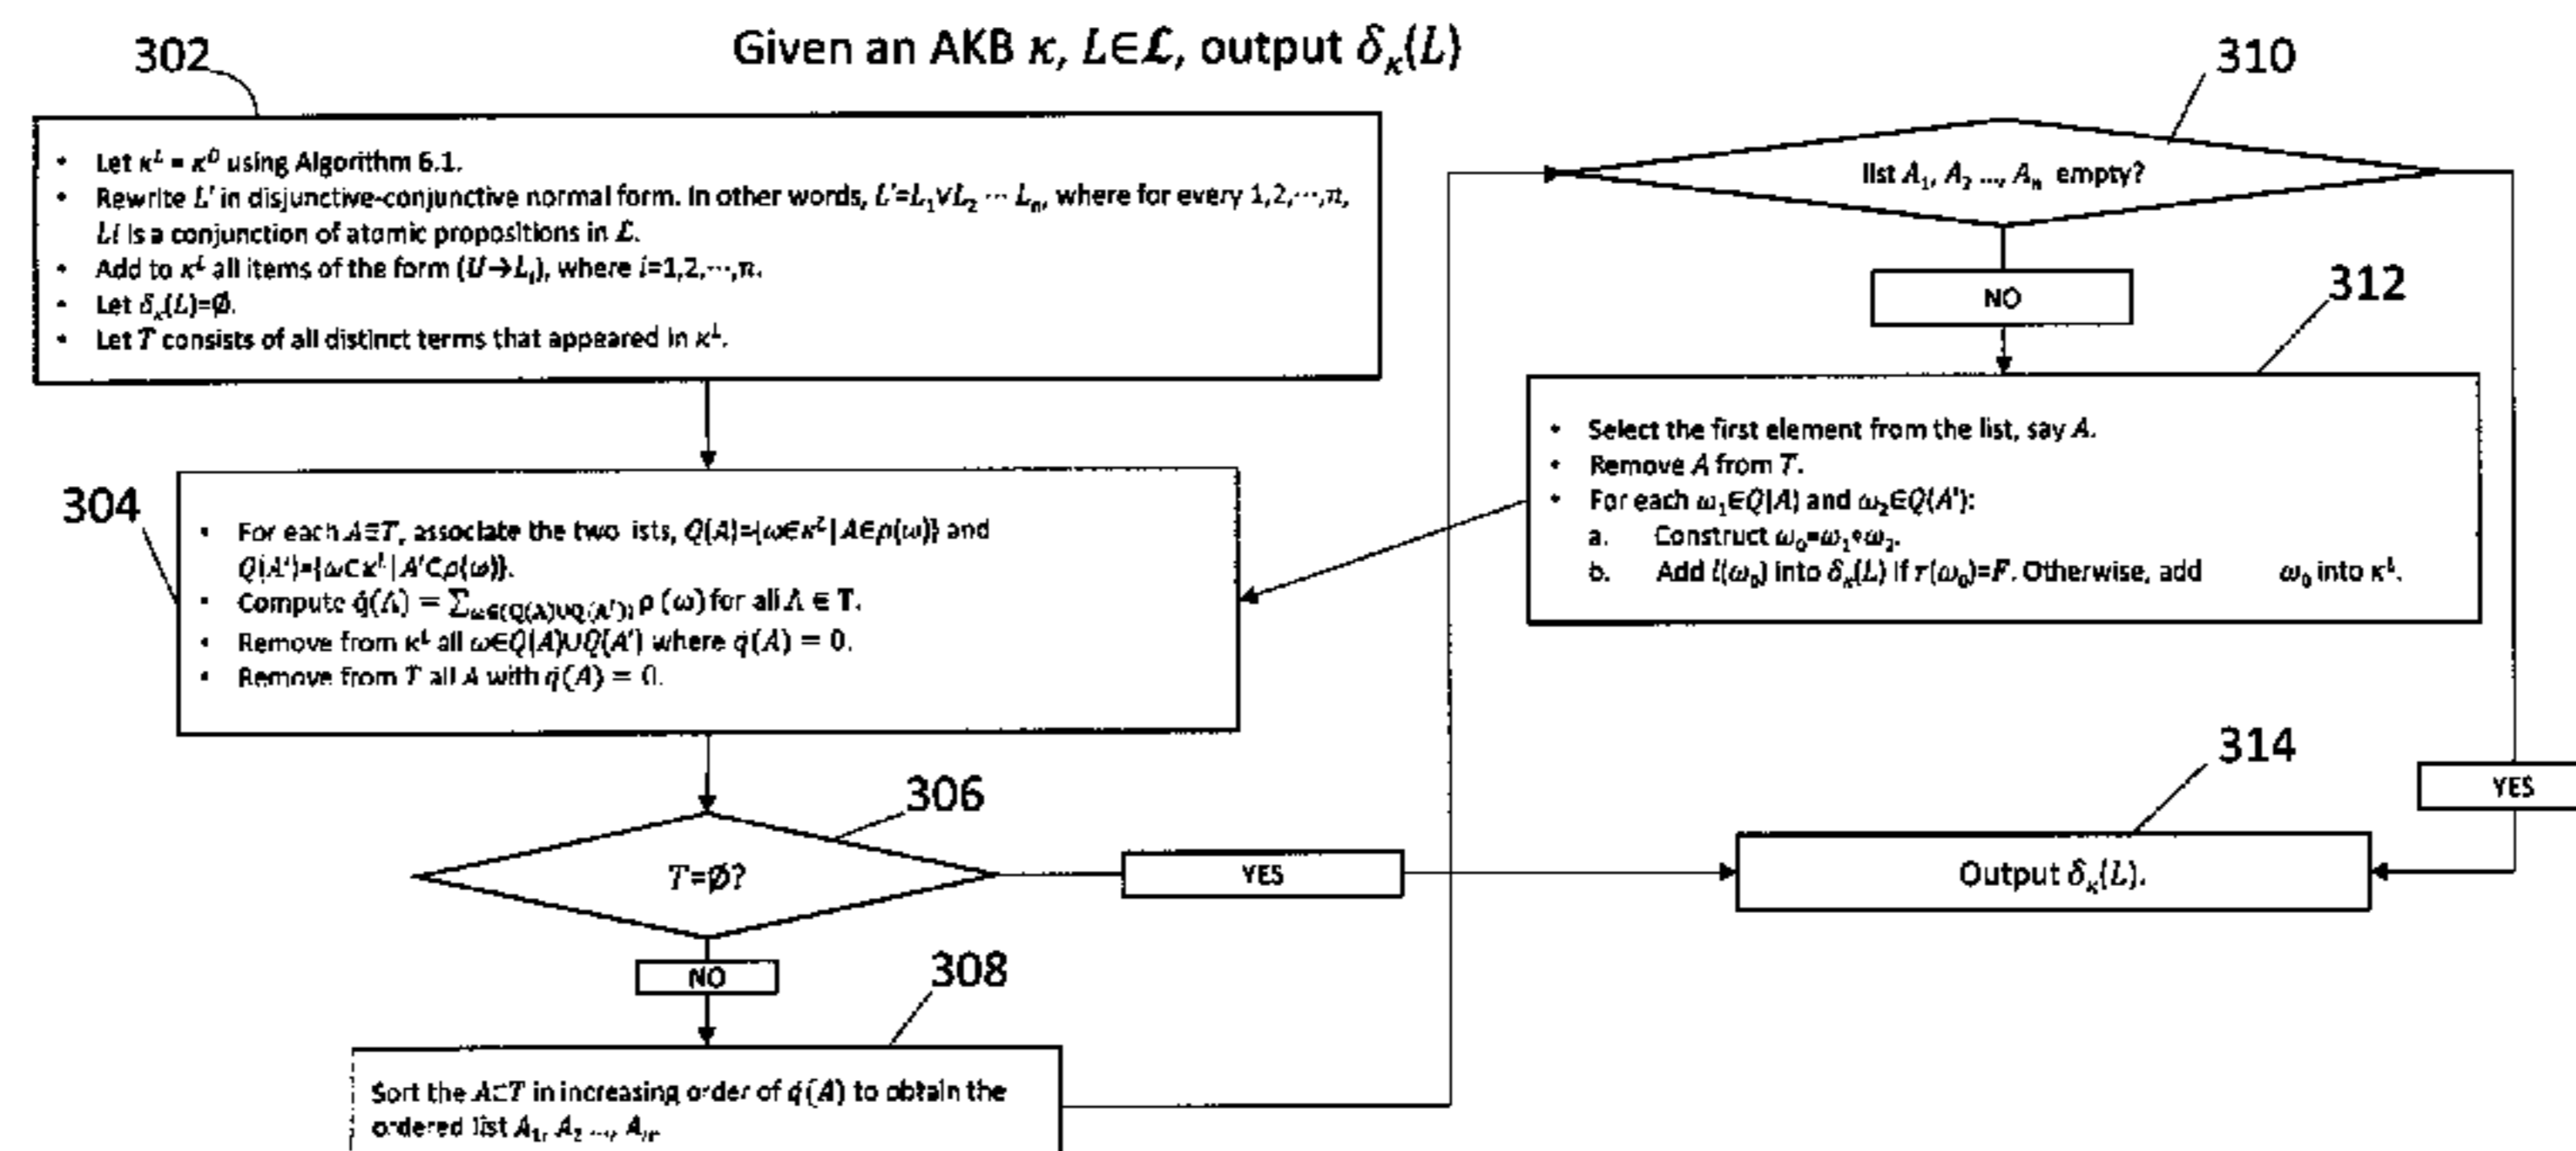 Given an AKB κ, L∈ℒ, output δκ(L)
302
• Let κᴸ = κᴰ using Algorithm 6.1.
• Rewrite L' in disjunctive-conjunctive normal form. In other words, L'=L₁∨L₂ ··· Lₙ, where for every 1,2,···,n,
Li is a conjunction of atomic propositions in ℒ.
• Add to κᴸ all items of the form (U→Lᵢ), where i=1,2,···,n.
• Let δκ(L)=∅.
• Let T consists of all distinct terms that appeared in κᴸ.
304
• For each A∈T, associate the two lists, Q(A)={ω∈κᴸ|A∈ρ(ω)} and
Q(A')={ω∈κᴸ|A'∈ρ(ω)}.
• Compute q̇(A) = ∑ω∈(Q(A)∪Q(A')) ρ (ω) for all A ∈ T.
• Remove from κᴸ all ω∈Q(A)∪Q(A') where q̇(A) = 0.
• Remove from T all A with q̇(A) = 0.
306
T=∅?
YES
NO
308
Sort the A∈T in increasing order of q̇(A) to obtain the
ordered list A₁, A₂ ..., Aₙ.
310
list A₁, A₂ ..., Aₙ empty?
NO
312
• Select the first element from the list, say A.
• Remove A from T.
• For each ω₁∈Q(A) and ω₂∈Q(A'):
a. Construct ω₀=ω₁∘ω₂.
b. Add l(ω₀) into δκ(L) if r(ω₀)=F. Otherwise, add ω₀ into κᴸ.
YES
314
Output δκ(L).